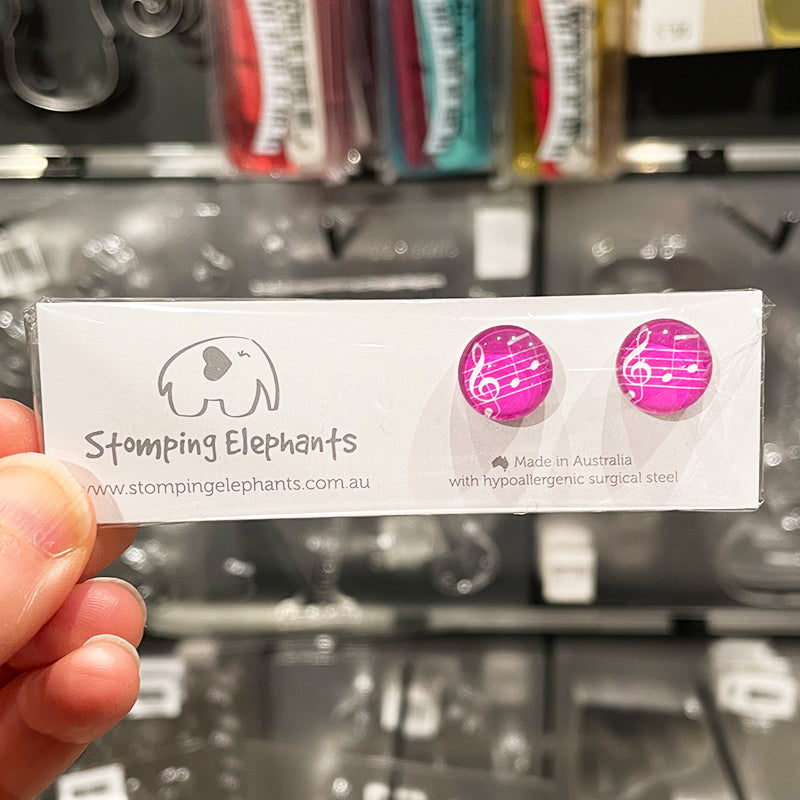 Stomping Elephants
www.stompingelephants.com.au
Made in Australia
with hypoallergenic surgical steel